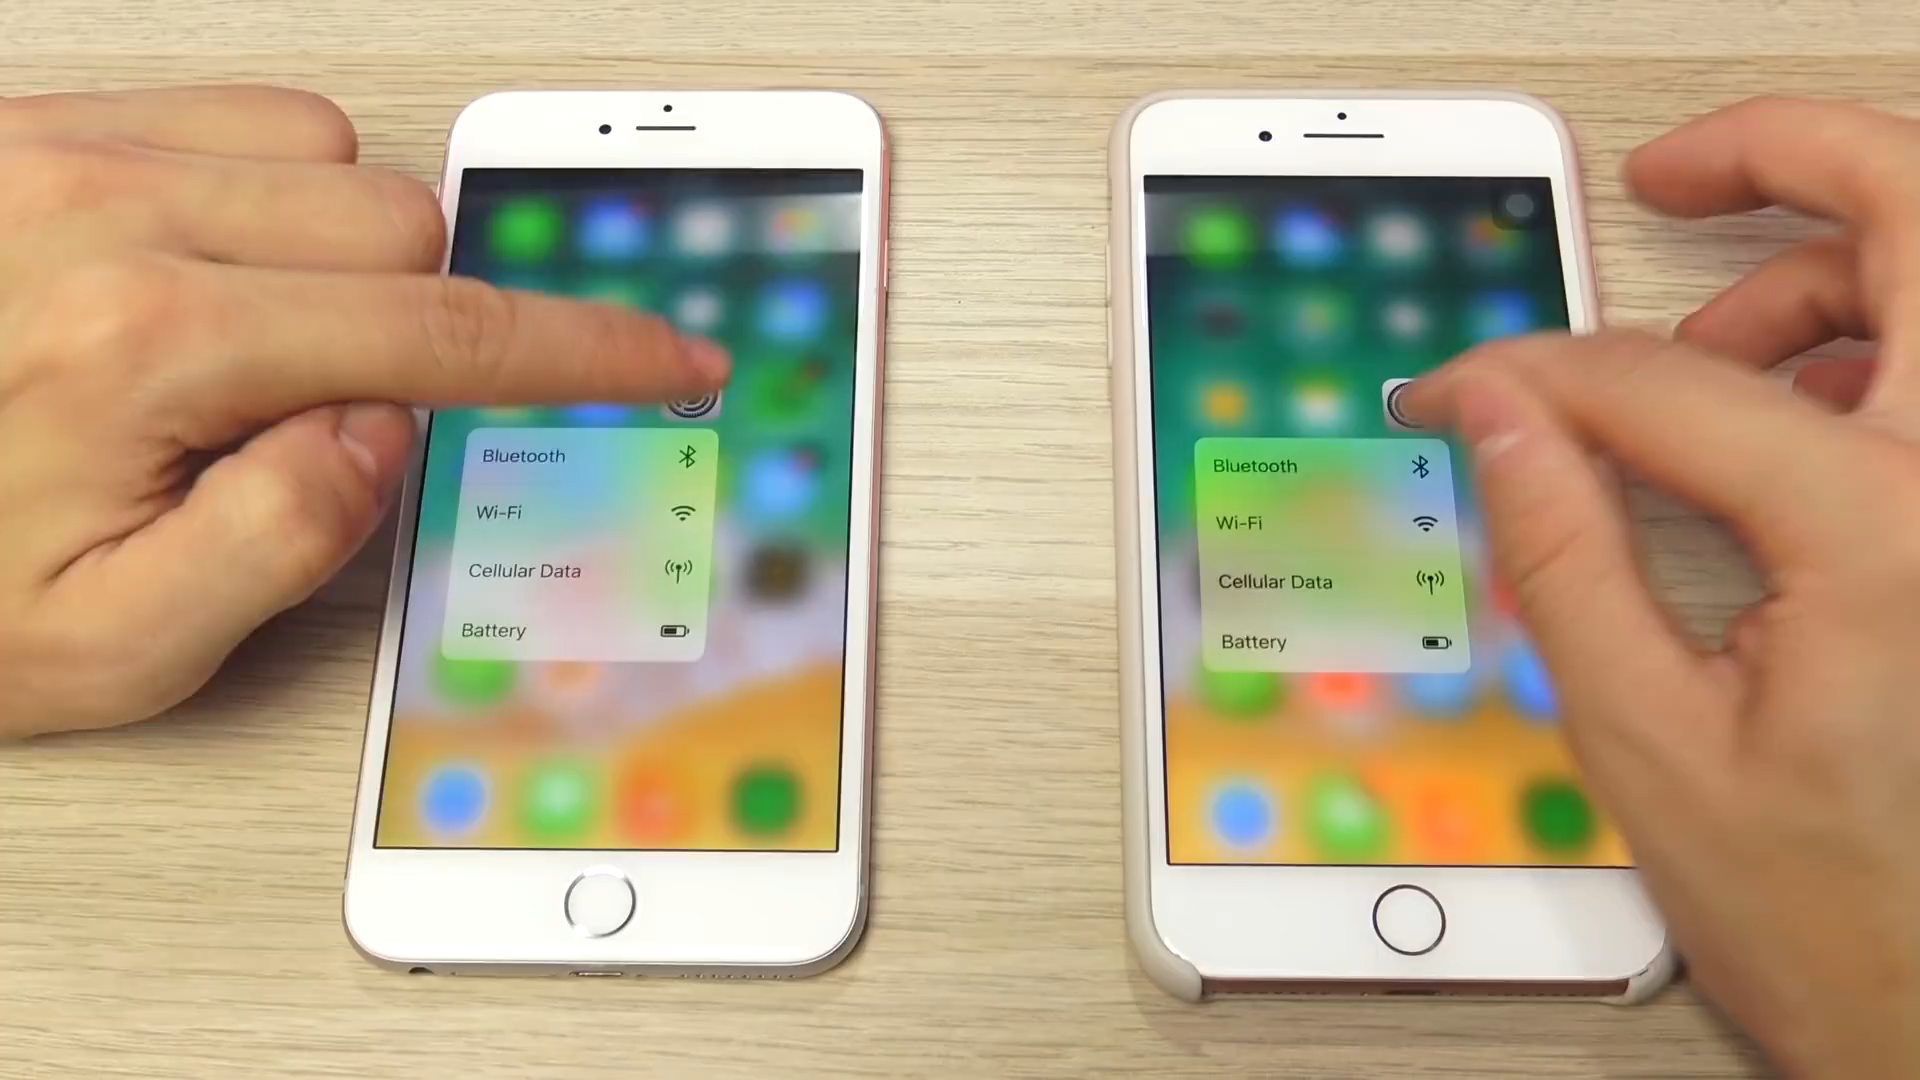 Bluetooth
Wi-Fi
Cellular Data
Battery
Bluetooth
Wi-Fi
Cellular Data
Battery